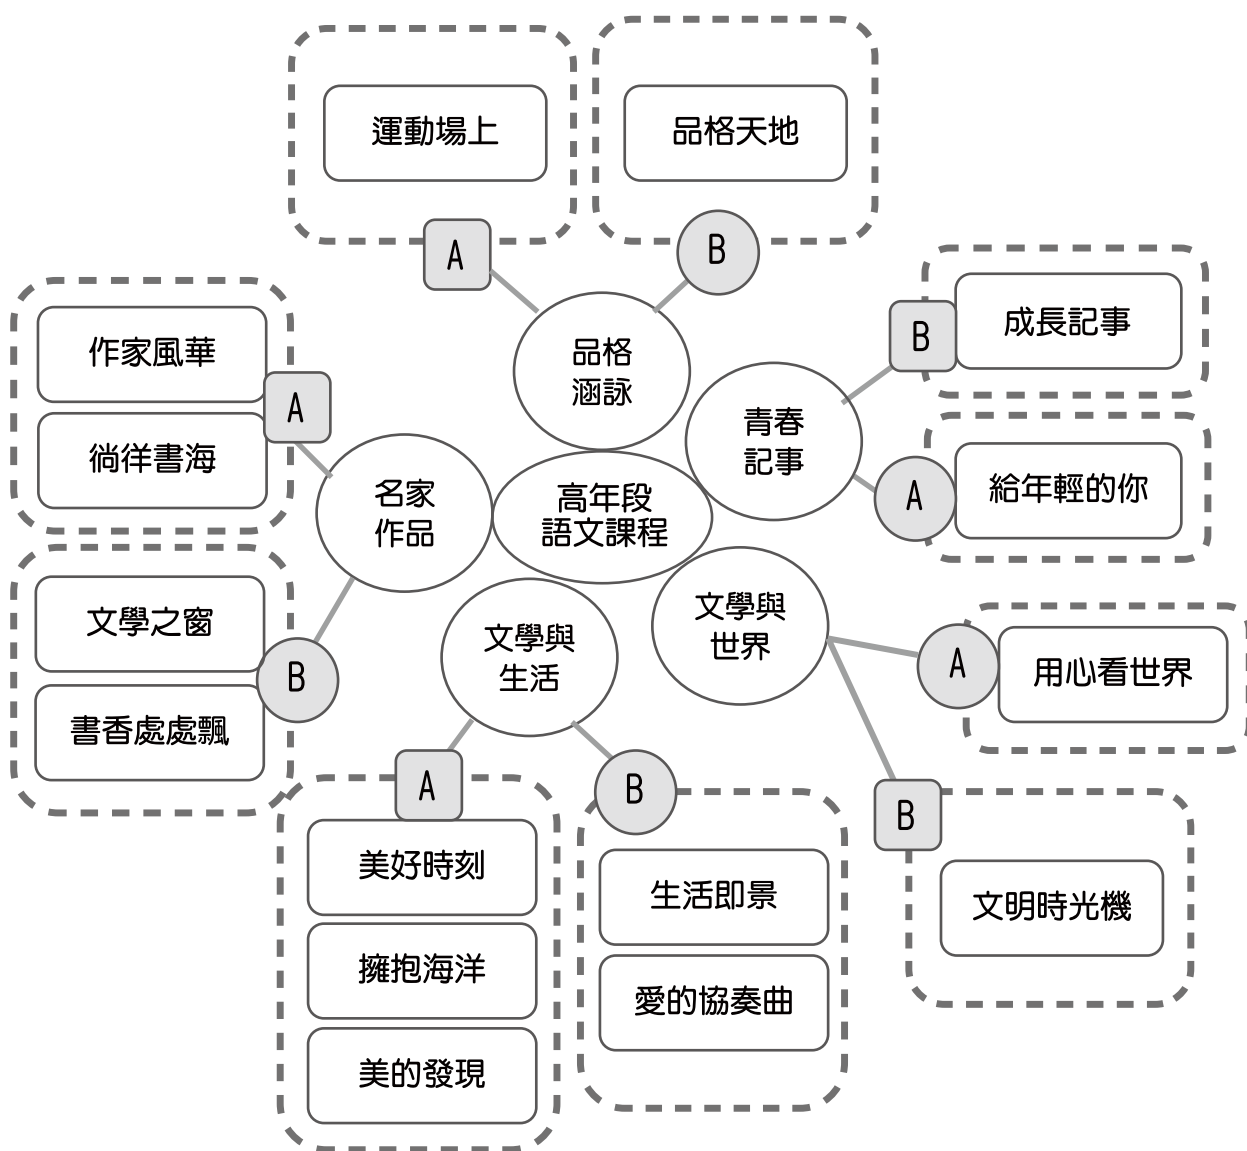 運動場上
品格天地
A
B
品格
涵詠
B
成長記事
青春
記事
A
給年輕的你
作家風華
A
徜徉書海
名家
作品
高年段
語文課程
文學之窗
B
書香處處飄
文學與
生活
文學與
世界
A
用心看世界
A
美好時刻
擁抱海洋
美的發現
B
生活即景
愛的協奏曲
B
文明時光機